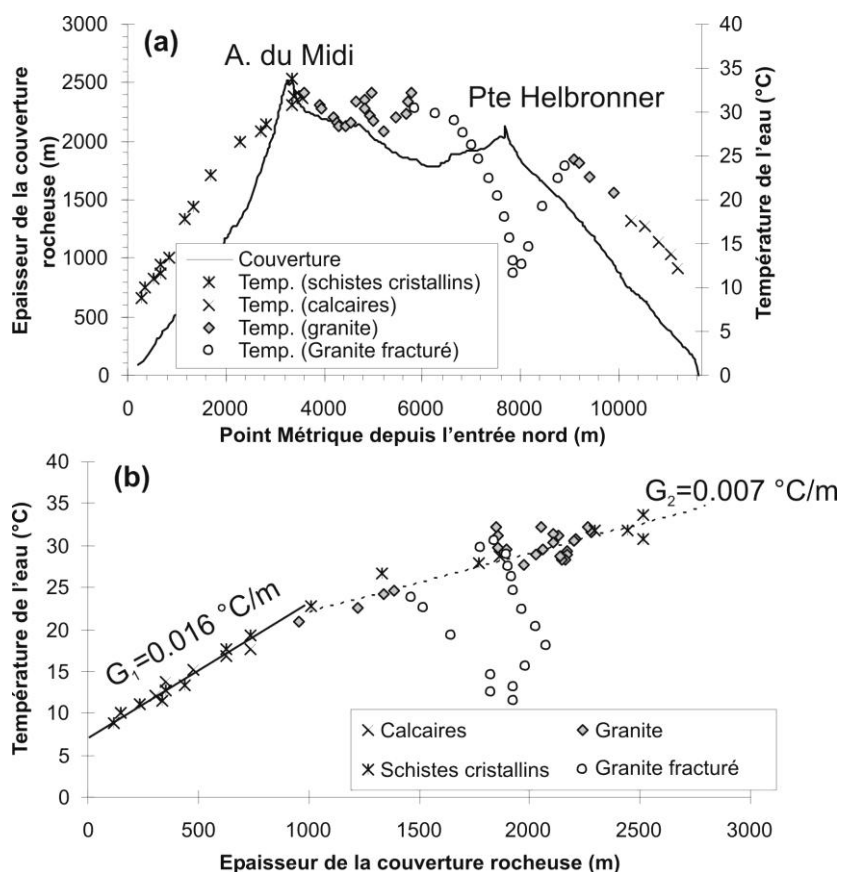 (a)
A. du Midi
Pte Helbronner
Epaisseur de la couverture
rocheuse (m)
3000
2500
2000
1500
1000
500
0
40
35
30
25
20
15
10
5
0
Température de l'eau (°C)
Couverture
Temp. (schistes cristallins)
Temp. (calcaires)
Temp. (granite)
Temp. (Granite fracturé)
0 2000 4000 6000 8000 10000
Point Métrique depuis l'entrée nord (m)
(b)
Température de l'eau (°C)
40
35
30
25
20
15
10
5
0
G1=0.016 °C/m
G2=0.007 °C/m
Calcaires
Granite
Schistes cristallins
Granite fracturé
0 500 1000 1500 2000 2500 3000
Epaisseur de la couverture rocheuse (m)